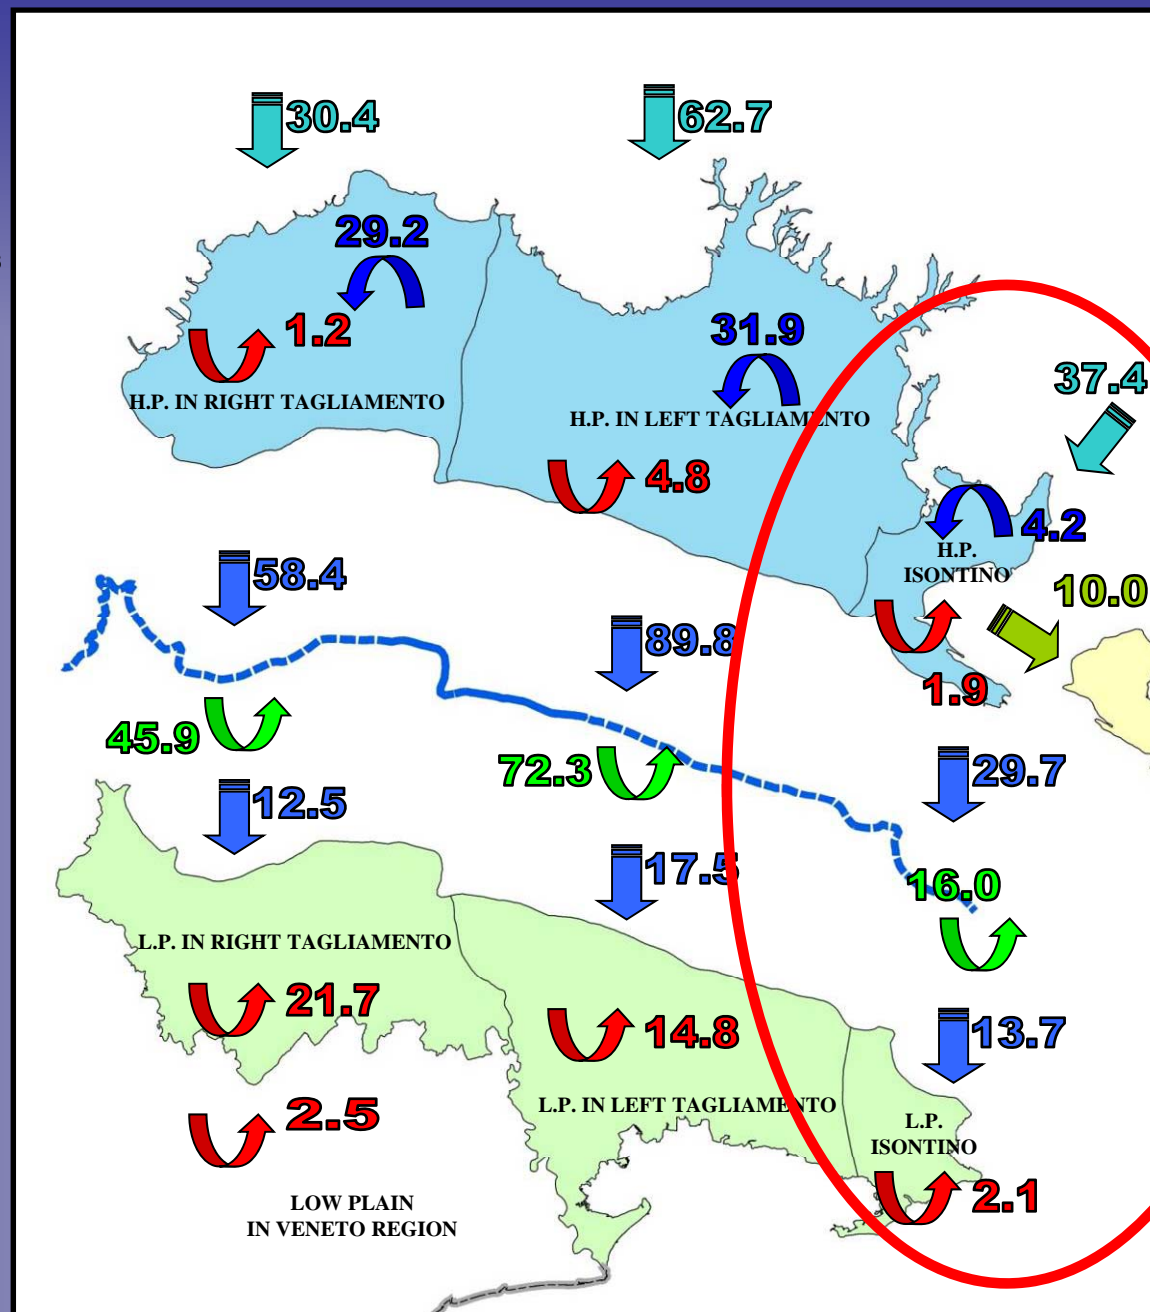 30.4
62.7
29.2
31.9
1.2
37.4
H.P. IN RIGHT TAGLIAMENTO
H.P. IN LEFT TAGLIAMENTO
4.8
4.2
H.P.
ISONTINO
58.4
10.0
89.8
1.9
45.9
72.3
29.7
12.5
17.5
16.0
L.P. IN RIGHT TAGLIAMENTO
21.7
14.8
13.7
2.5
L.P. IN LEFT TAGLIAMENTO
L.P.
ISONTINO
2.1
LOW PLAIN
IN VENETO REGION